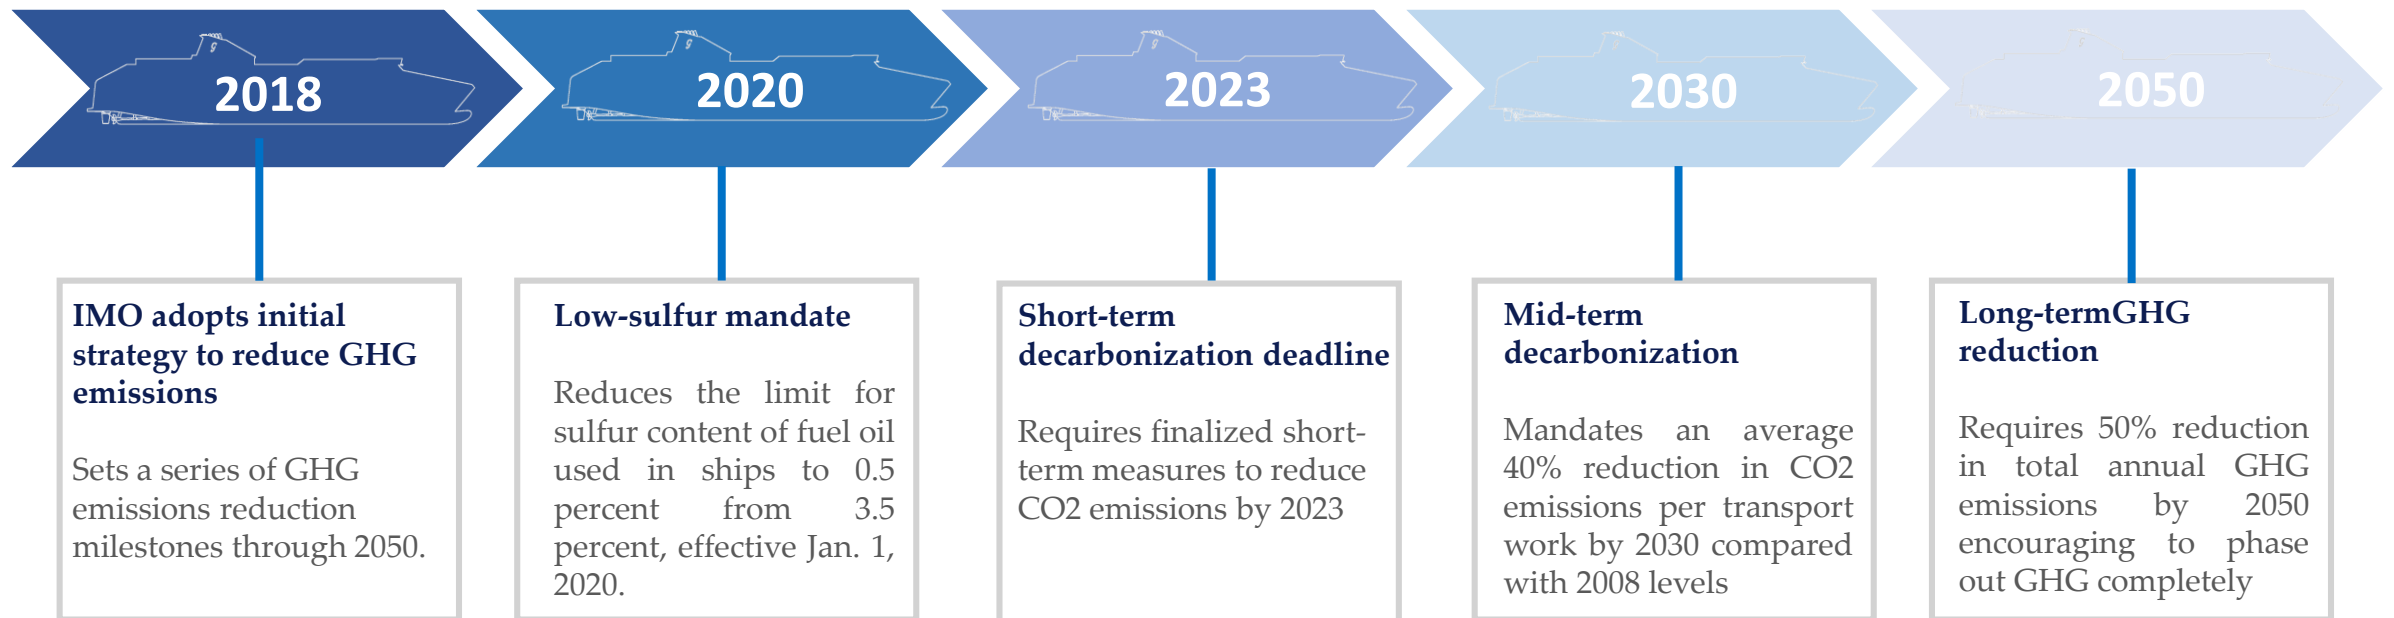 2018
2020
2023
2030
2050
IMO adopts initial
strategy to reduce GHG
emissions
Sets a series of GHG
emissions reduction
milestones through 2050.
Low-sulfur mandate
Reduces the limit for
sulfur content of fuel oil
used in ships to 0.5
percent from 3.5
percent, effective Jan. 1,
2020.
Short-term
decarbonization deadline
Requires finalized short-
term measures to reduce
CO2 emissions by 2023
Mid-term
decarbonization
Mandates an average
40% reduction in CO2
emissions per transport
work by 2030 compared
with 2008 levels
Long-termGHG
reduction
Requires 50% reduction
in total annual GHG
emissions by 2050
encouraging to phase
out GHG completely